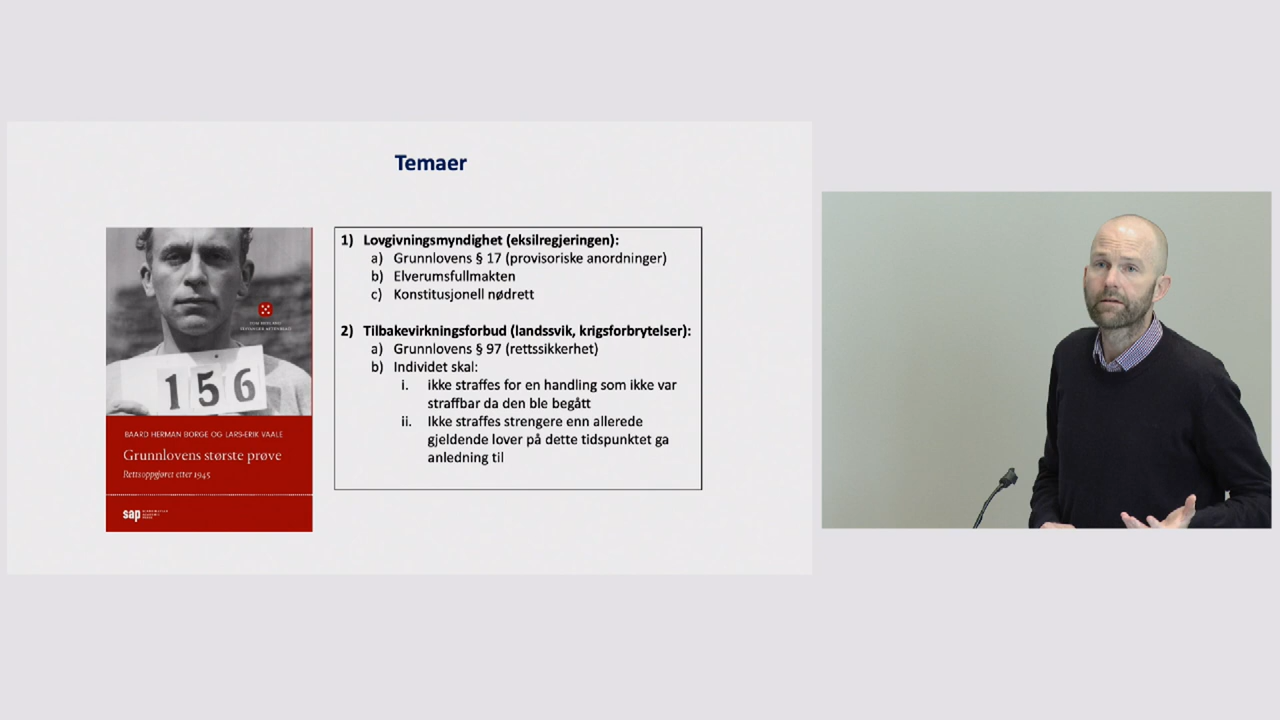 Temaer
156
BAARD HERMAN BORGE OG LARS-ERIK VAALE
Grunnlovens største prøve
Rettsoppgjøret etter 1945
sap
1) Lovgivningsmyndighet (eksilregjeringen):
a) Grunnlovens § 17 (provisoriske anordninger)
b) Elverumsfullmakten
c) Konstitusjonell nødrett
2) Tilbakevirkningsforbud (landssvik, krigsforbrytelser):
a) Grunnlovens § 97 (rettssikkerhet)
b) Individet skal:
i. ikke straffes for en handling som ikke var
straffbar da den ble begått
ii. Ikke straffes strengere enn allerede
gjeldende lover på dette tidspunktet ga
anledning til